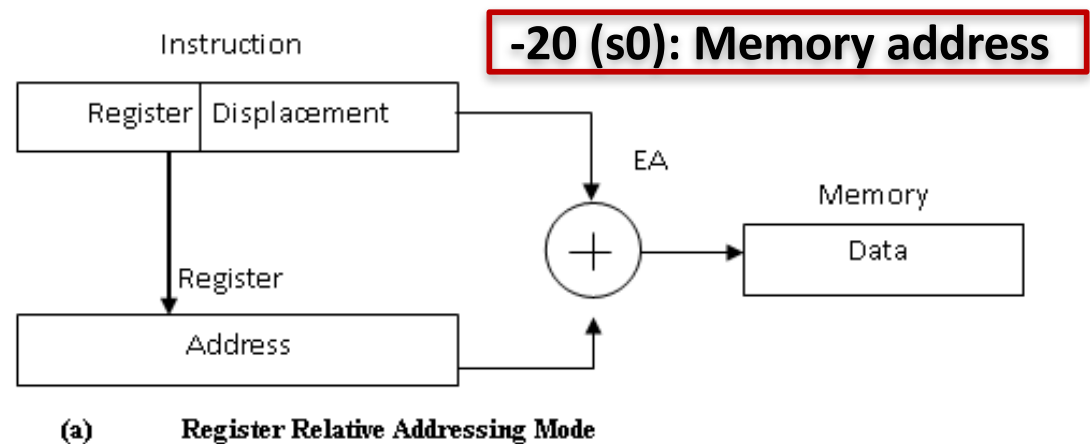 -20 (s0): Memory address
Instruction
Register Displacement
EA
Memory
Data
Register
Address
(a) Register Relative Addressing Mode